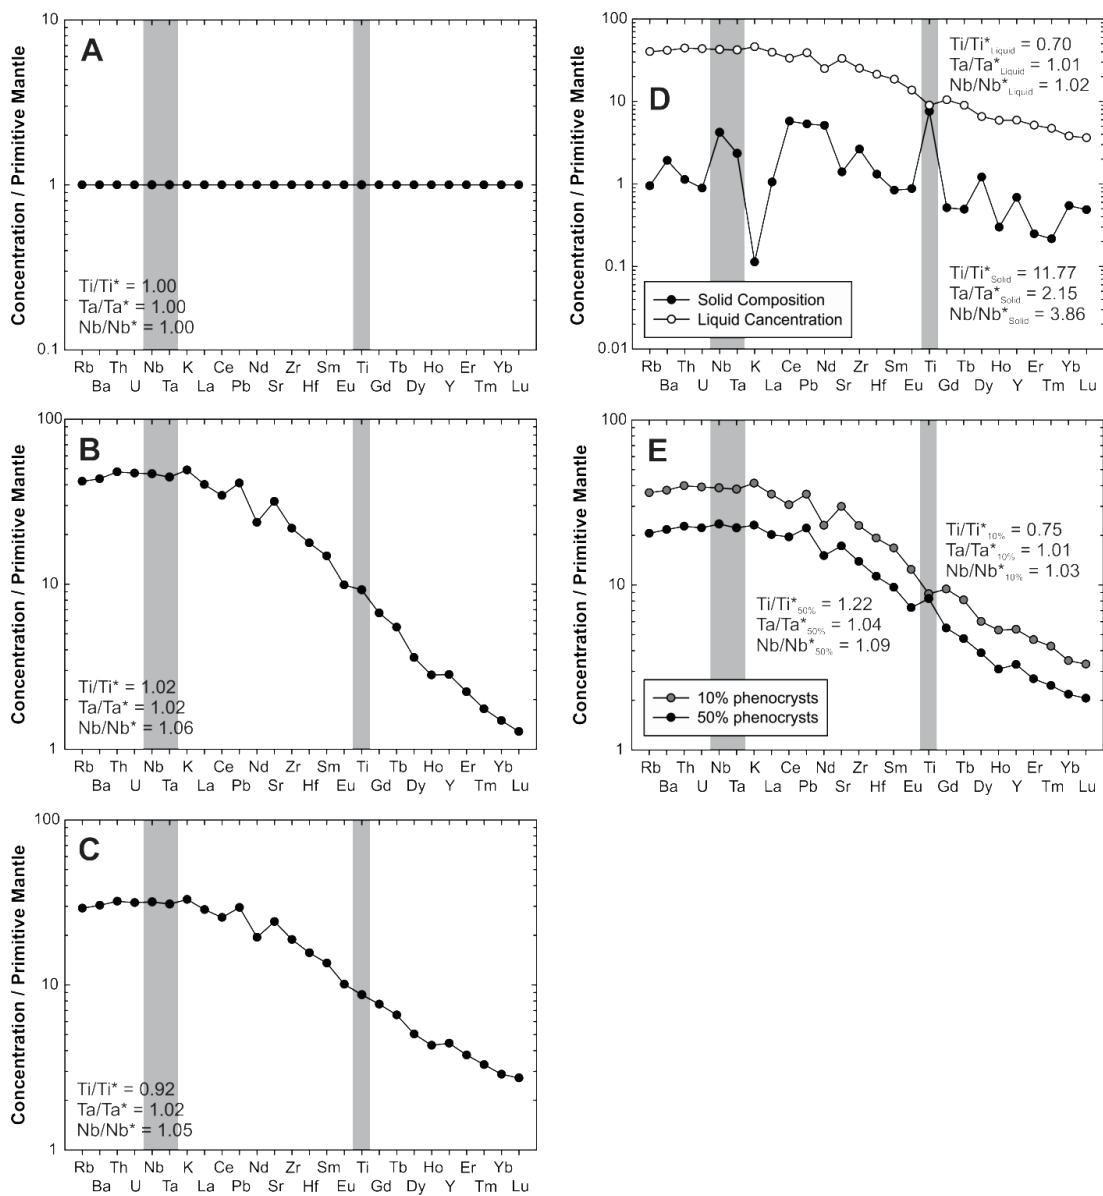 A
Concentration / Primitive Mantle
10
1
0.1
Ti/Ti* = 1.00
Ta/Ta* = 1.00
Nb/Nb* = 1.00
Rb Th Nb K Ce Nd Zr Sm Ti Tb Ho Er Yb
Ba U Ta La Pb Sr Hf Eu Gd Dy Y Tm Lu
D
Concentration / Primitive Mantle
100
10
1
0.1
0.01
Ti/Ti*Liquid = 0.70
Ta/Ta*Liquid = 1.01
Nb/Nb*Liquid = 1.02
Ti/Ti*Solid = 11.77
Ta/Ta*Solid = 2.15
Nb/Nb*Solid = 3.86
Solid Composition
Liquid Cancentration
Rb Th Nb K Ce Nd Zr Sm Ti Tb Ho Er Yb
Ba U Ta La Pb Sr Hf Eu Gd Dy Y Tm Lu
B
Concentration / Primitive Mantle
100
10
1
Ti/Ti* = 1.02
Ta/Ta* = 1.02
Nb/Nb* = 1.06
Rb Th Nb K Ce Nd Zr Sm Ti Tb Ho Er Yb
Ba U Ta La Pb Sr Hf Eu Gd Dy Y Tm Lu
E
Concentration / Primitive Mantle
100
10
1
Ti/Ti*10% = 0.75
Ta/Ta*10% = 1.01
Nb/Nb*10% = 1.03
Ti/Ti*50% = 1.22
Ta/Ta*50% = 1.04
Nb/Nb*50% = 1.09
10% phenocrysts
50% phenocrysts
Rb Th Nb K Ce Nd Zr Sm Ti Tb Ho Er Yb
Ba U Ta La Pb Sr Hf Eu Gd Dy Y Tm Lu
C
Concentration / Primitive Mantle
100
10
1
Ti/Ti* = 0.92
Ta/Ta* = 1.02
Nb/Nb* = 1.05
Rb Th Nb K Ce Nd Zr Sm Ti Tb Ho Er Yb
Ba U Ta La Pb Sr Hf Eu Gd Dy Y Tm Lu